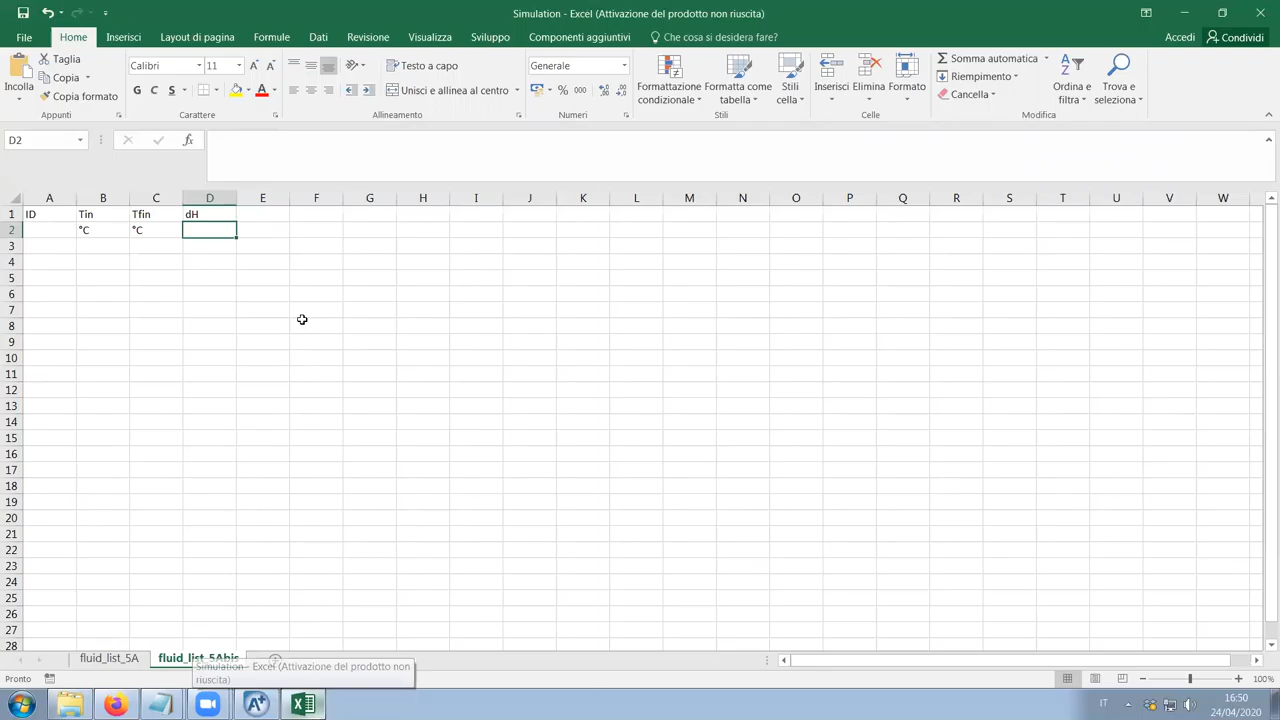 Simulation - Excel (Attivazione del prodotto non riuscita)
File Home Inserisci Layout di pagina Formule Dati Revisione Visualizza Sviluppo Componenti aggiuntivi Che cosa si desidera fare? Accedi Condividi
Incolla
Taglia
Copia
Copia formato
Appunti
Calibri 11
G C S
Carattere
Testo a capo
Unisci e allinea al centro
Allineamento
Generale
% 000
Numeri
Formattazione condizionale
Formatta come tabella
Stili cella
Stili
Inserisci Elimina Formato
Celle
Somma automatica
Riempimento
Cancella
Ordina e filtra
Trova e seleziona
Modifica
D2 fx
A B C D E F G H I J K L M N O P Q R S T U V W
1 ID Tin Tfin dH
2 °C °C
3
4
5
6
7
8
9
10
11
12
13
14
15
16
17
18
19
20
21
22
23
24
25
26
27
28
fluid_list_5A fluid_list_5Abis
Simulation - Excel (Attivazione del prodotto non
riuscita)
Pronto 100%
IT 16:50
24/04/2020